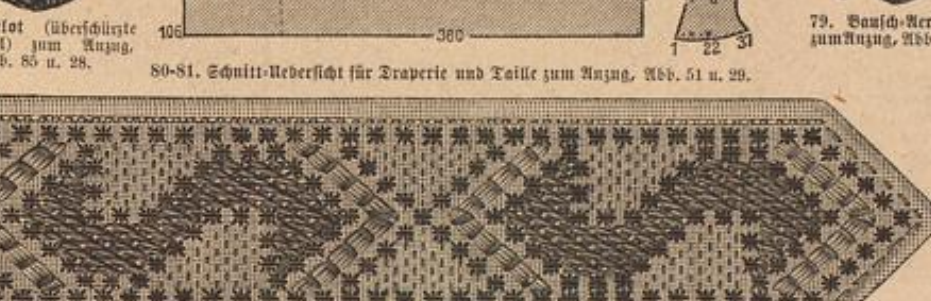 lot (überschürzte
) zum Anzug,
b. 85 u. 28.
106
380
1 22 31
80-81. Schnitt-Uebersicht für Draperie und Taille zum Anzug, Abb. 51 u. 29.
79. Bausch-Aer
zum Anzug, Abb